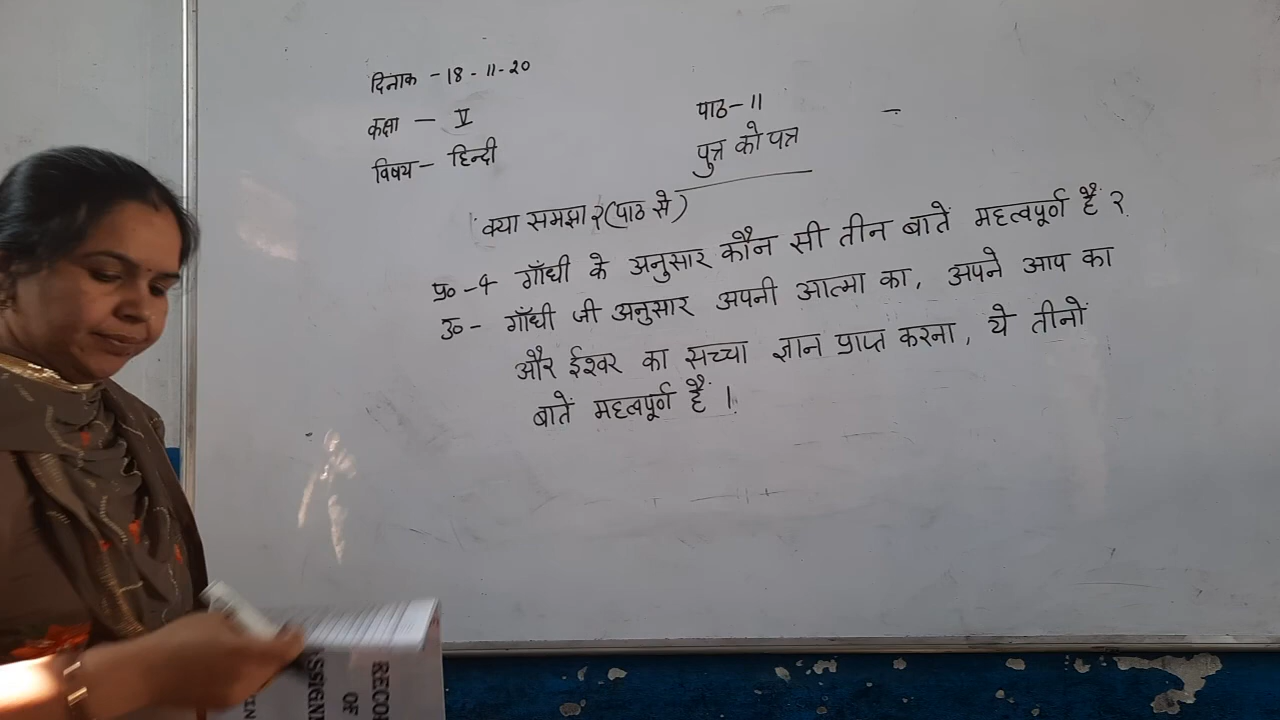 दिनाक - 18 - 11 - 20
कक्षा - V
विषय - हिन्दी
पाठ - 11
पुत्र को पत्र
क्या समझा ? (पाठ से)
प्र० - 4 गाँधी के अनुसार कौन सी तीन बातें महत्वपूर्ण हैं ?
उ० - गाँधी जी अनुसार अपनी आत्मा का, अपने आप का
और ईश्वर का सच्चा ज्ञान प्राप्त करना, ये तीनों
बातें महत्वपूर्ण हैं ।
RECO
OF
SSIGN